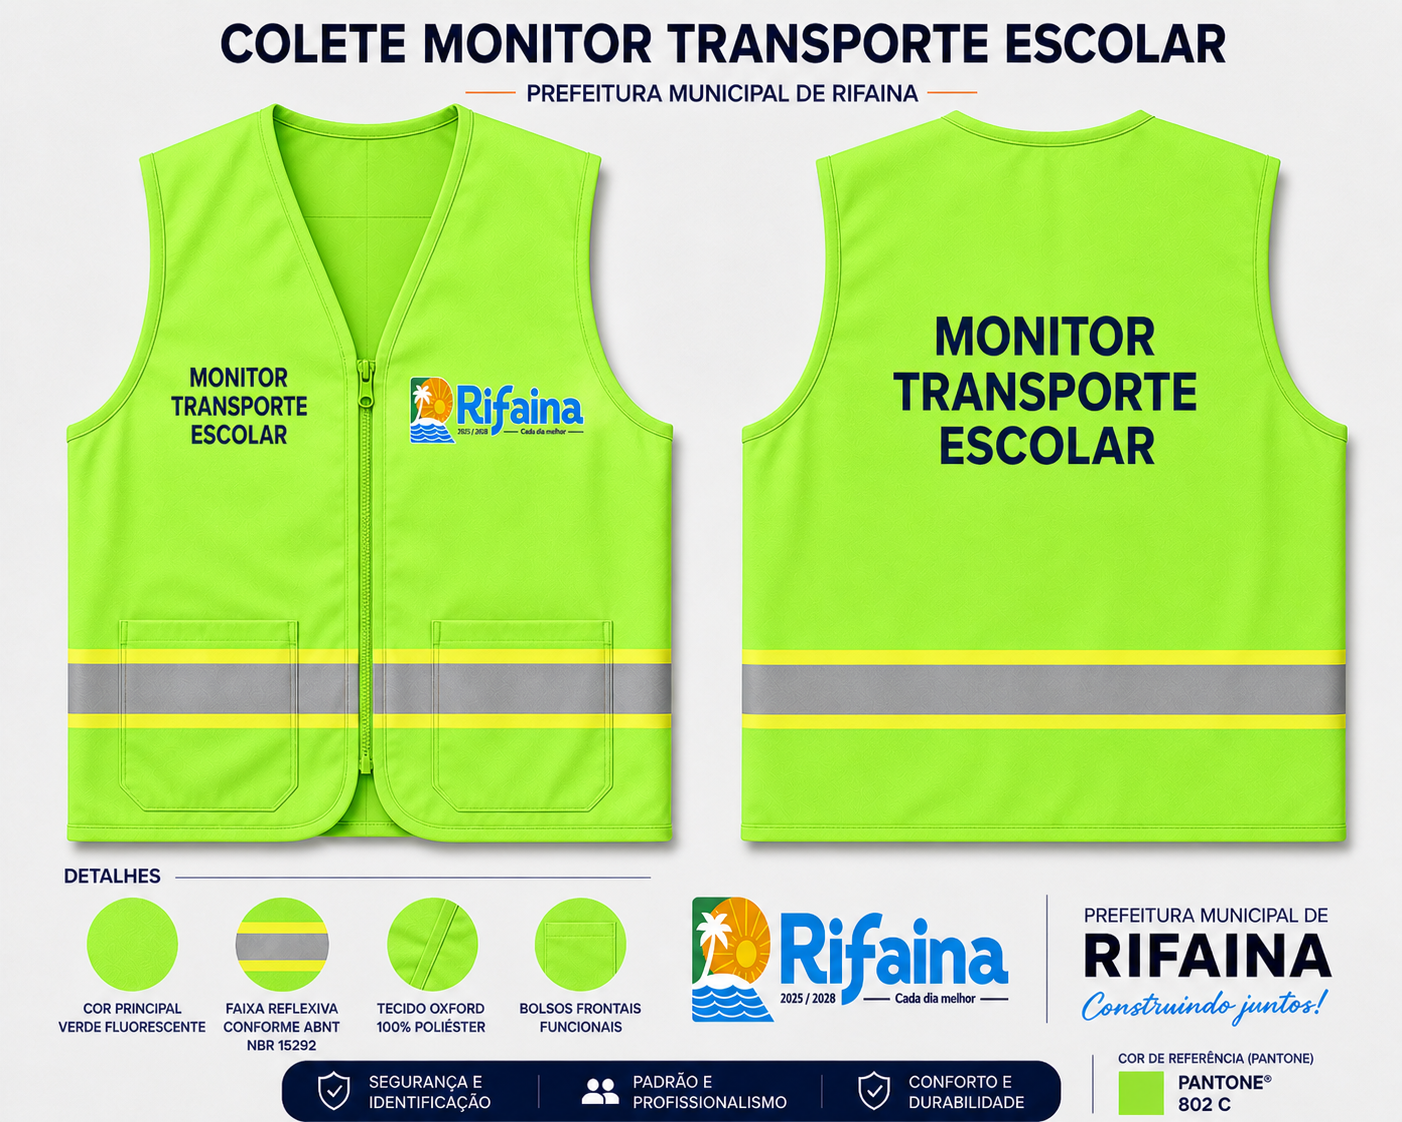 COLETE MONITOR TRANSPORTE ESCOLAR
PREFEITURA MUNICIPAL DE RIFAINA
MONITOR
TRANSPORTE
ESCOLAR
Rifaina
2025 / 2028 Cada dia melhor
MONITOR
TRANSPORTE
ESCOLAR
DETALHES
COR PRINCIPAL
VERDE FLUORESCENTE
FAIXA REFLEXIVA
CONFORME ABNT
NBR 15292
TECIDO OXFORD
100% POLIÉSTER
BOLSOS FRONTAIS
FUNCIONAIS
Rifaina
2025 / 2028 Cada dia melhor
PREFEITURA MUNICIPAL DE
RIFAINA
Construindo juntos!
SEGURANÇA E
IDENTIFICAÇÃO
PADRÃO E
PROFISSIONALISMO
CONFORTO E
DURABILIDADE
COR DE REFERÊNCIA (PANTONE)
PANTONE®
802 C